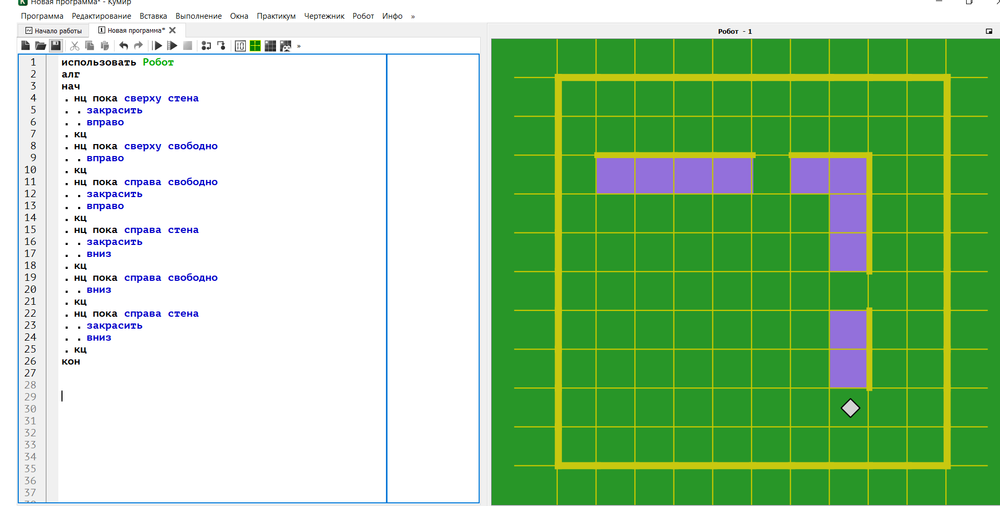 Новая программа* - Кумир
Программа Редактирование Вставка Выполнение Окна Практикум Чертежник Робот Инфо »
Начало работы 1 Новая программа*
Робот - 1
»
1 использовать Робот
2 алг
3 нач
4 . нц пока сверху стена
5 . . закрасить
6 . . вправо
7 . кц
8 . нц пока сверху свободно
9 . . вправо
10 . кц
11 . нц пока справа свободно
12 . . закрасить
13 . . вправо
14 . кц
15 . нц пока справа стена
16 . . закрасить
17 . . вниз
18 . кц
19 . нц пока справа свободно
20 . . вниз
21 . кц
22 . нц пока справа стена
23 . . закрасить
24 . . вниз
25 . кц
26 кон
27
28
29
30
31
32
33
34
35
36
37